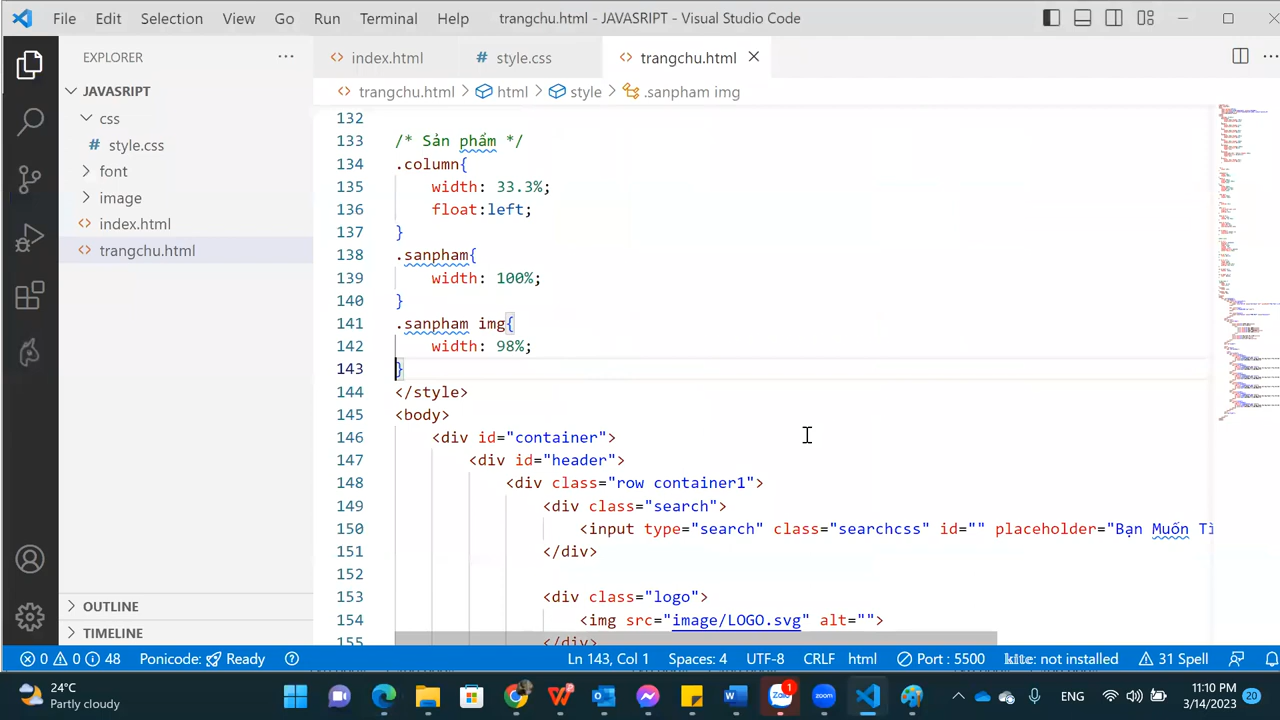 File Edit Selection View Go Run Terminal Help trangchu.html - JAVASRIPT - Visual Studio Code
EXPLORER
JAVASRIPT
css
# style.css
font
image
<> index.html
<> trangchu.html
OUTLINE
TIMELINE
<> index.html # style.css <> trangchu.html
<> trangchu.html > html > style > .sanpham img
132
133 /* Sản phẩm */
134 .column{
135 width: 33.3%;
136 float:left;
137 }
138 .sanpham{
139 width: ;
140 }
141 .sanpham img{
142 width: 98%;
143 }
144 </style>
145 <body>
146 <div id="container">
147 <div id="header">
148 <div class="row container1">
149 <div class="search">
150 <input type="search" class="searchcss" id="" placeholder="Bạn Muốn Tì
151 </div>
152
153 <div class="logo">
154 <img src="image/LOGO.svg" alt="">
155 </div>
0 0 48 Ponicode: Ready Ln 143, Col 1 Spaces: 4 UTF-8 CRLF html Port : 5500 kite: not installed 31 Spell
24°C
Partly cloudy
Zalo 1
zoom
W
ENG
11:10 PM
3/14/2023
20